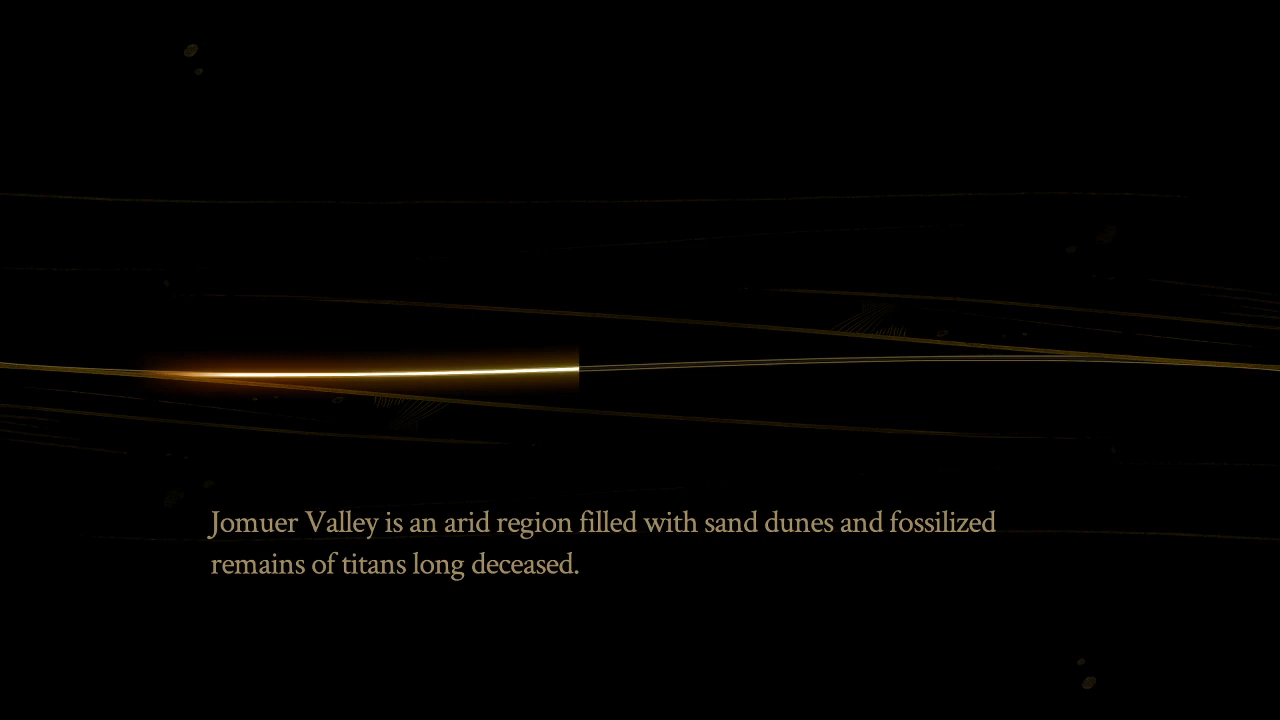 Jomuer Valley is an arid region filled with sand dunes and fossilized
remains of titans long deceased.